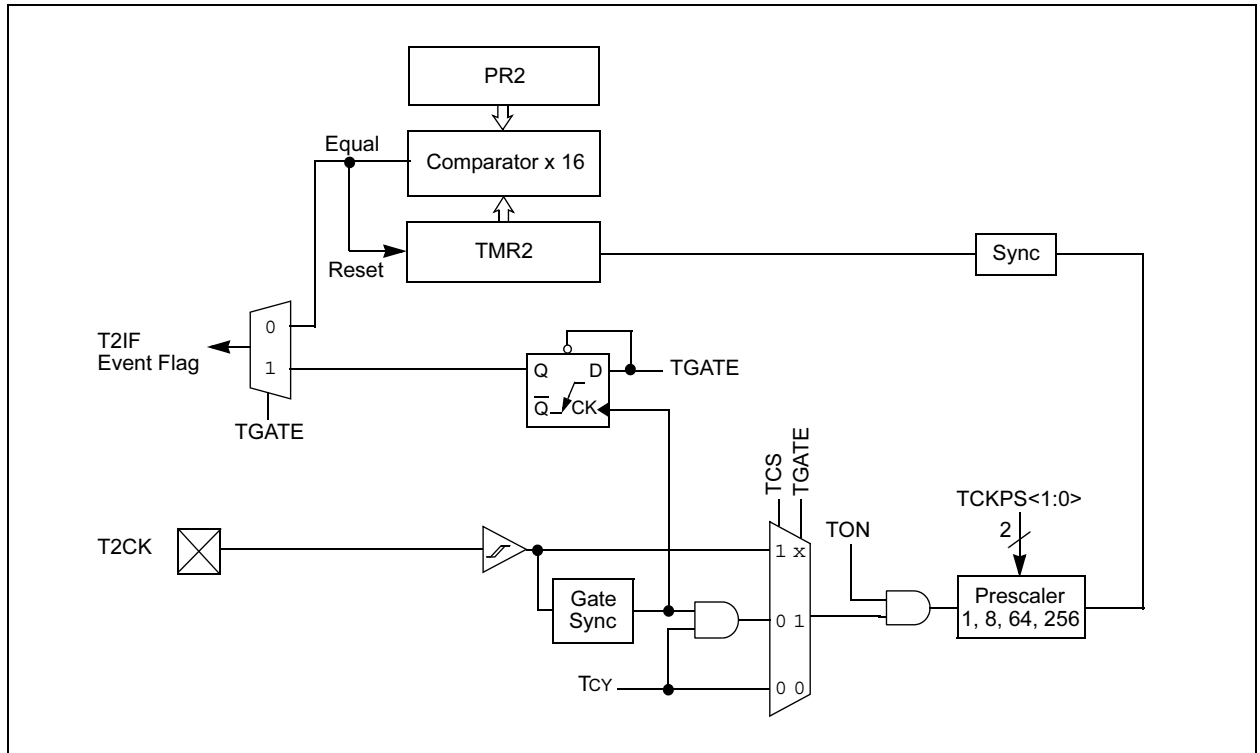 PR2
Equal
Comparator x 16
TMR2
Reset
Sync
T2IF
Event Flag
0
1
TGATE
Q
D
Q̅
CK
TGATE
TCS
TGATE
TON
TCKPS<1:0>
2
T2CK
1 x
Gate
Sync
0 1
Prescaler
1, 8, 64, 256
TCY
0 0